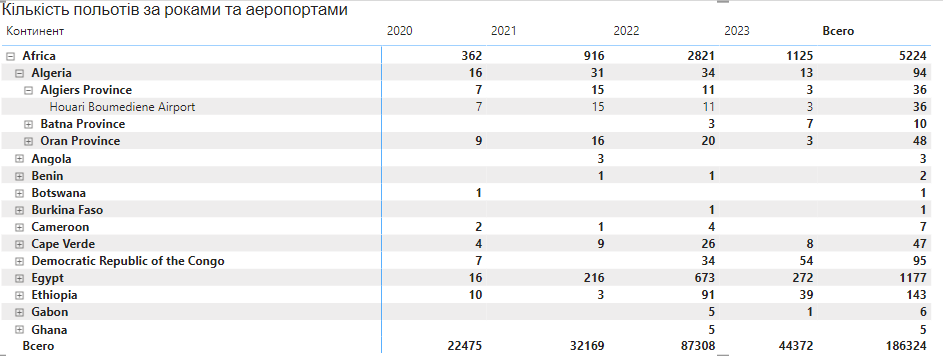 Кількість польотів за роками та аеропортами
Континент 2020 2021 2022 2023 Всего
Africa 362 916 2821 1125 5224
Algeria 16 31 34 13 94
Algiers Province 7 15 11 3 36
Houari Boumediene Airport 7 15 11 3 36
Batna Province 3 7 10
Oran Province 9 16 20 3 48
Angola 3 3
Benin 1 1 2
Botswana 1 1
Burkina Faso 1 1
Cameroon 2 1 4 7
Cape Verde 4 9 26 8 47
Democratic Republic of the Congo 7 34 54 95
Egypt 16 216 673 272 1177
Ethiopia 10 3 91 39 143
Gabon 5 1 6
Ghana 5 5
Всего 22475 32169 87308 44372 186324